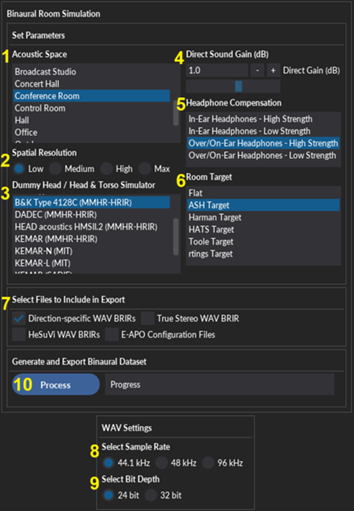 Binaural Room Simulation
Set Parameters
1 Acoustic Space
Broadcast Studio
Concert Hall
Conference Room
Control Room
Hall
Office
2 Spatial Resolution
Low Medium High Max
3 Dummy Head / Head & Torso Simulator
B&K Type 4128C (MMHR-HRIR)
DADEC (MMHR-HRIR)
HEAD acoustics HMSII.2 (MMHR-HRIR)
KEMAR (MMHR-HRIR)
KEMAR-N (MIT)
KEMAR-L (MIT)
KEMAR (SADIE)
4 Direct Sound Gain (dB)
1.0 - + Direct Gain (dB)
5 Headphone Compensation
In-Ear Headphones - High Strength
In-Ear Headphones - Low Strength
Over/On-Ear Headphones - High Strength
Over/On-Ear Headphones - Low Strength
6 Room Target
Flat
ASH Target
Harman Target
HATS Target
Toole Target
rtings Target
7 Select Files to Include in Export
Direction-specific WAV BRIRs True Stereo WAV BRIR
HeSuVi WAV BRIRs E-APO Configuration Files
Generate and Export Binaural Dataset
10 Process Progress
WAV Settings
8 Select Sample Rate
44.1 kHz 48 kHz 96 kHz
9 Select Bit Depth
24 bit 32 bit